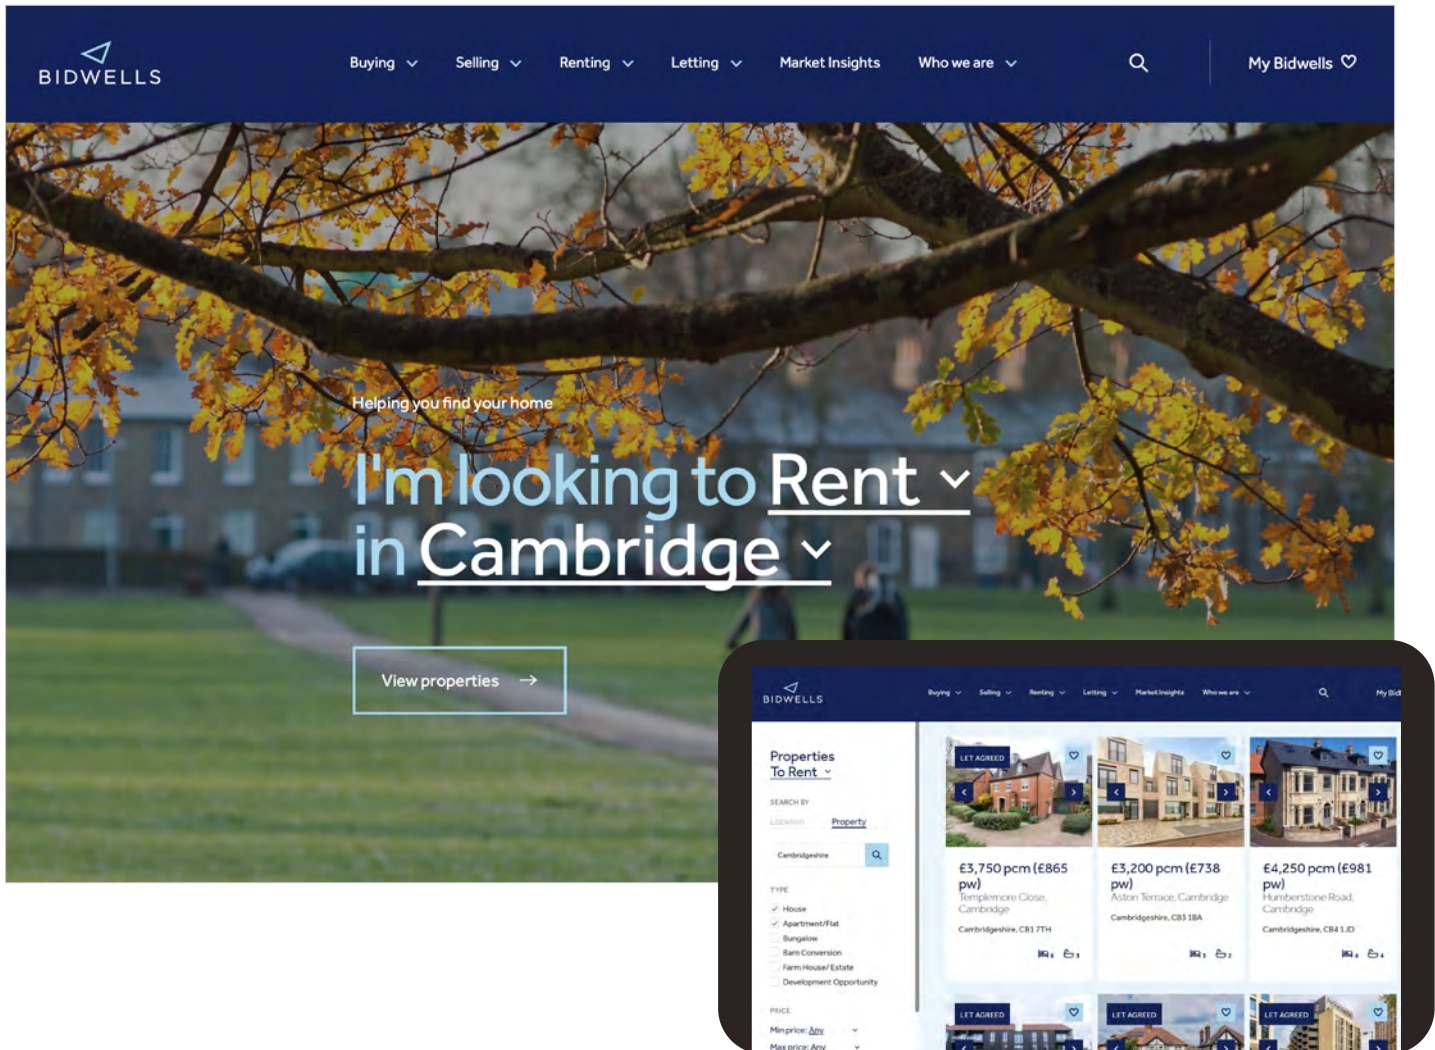 BIDWELLS
Buying
Selling
Renting
Letting
Market Insights
Who we are
My Bidwells
Helping you find your home
I'm looking to Rent
in Cambridge
View properties
BIDWELLS
Buying
Selling
Renting
Letting
Market Insights
Who we are
My Bid
Properties
To Rent
SEARCH BY
Location
Property
Cambridgeshire
TYPE
House
Apartment/Flat
Bungalow
Barn Conversion
Farm House/ Estate
Development Opportunity
PRICE
Min price: Any
Max price: Any
LET AGREED
£3,750 pcm (£865
pw)
Templemore Close,
Cambridge
Cambridgeshire, CB1 7TH
£3,200 pcm (£738
pw)
Aston Terrace, Cambridge
Cambridgeshire, CB3 1BA
£4,250 pcm (£981
pw)
Humberstone Road,
Cambridge
Cambridgeshire, CB4 1JD
4
4
LET AGREED
LET AGREED
LET AGREED